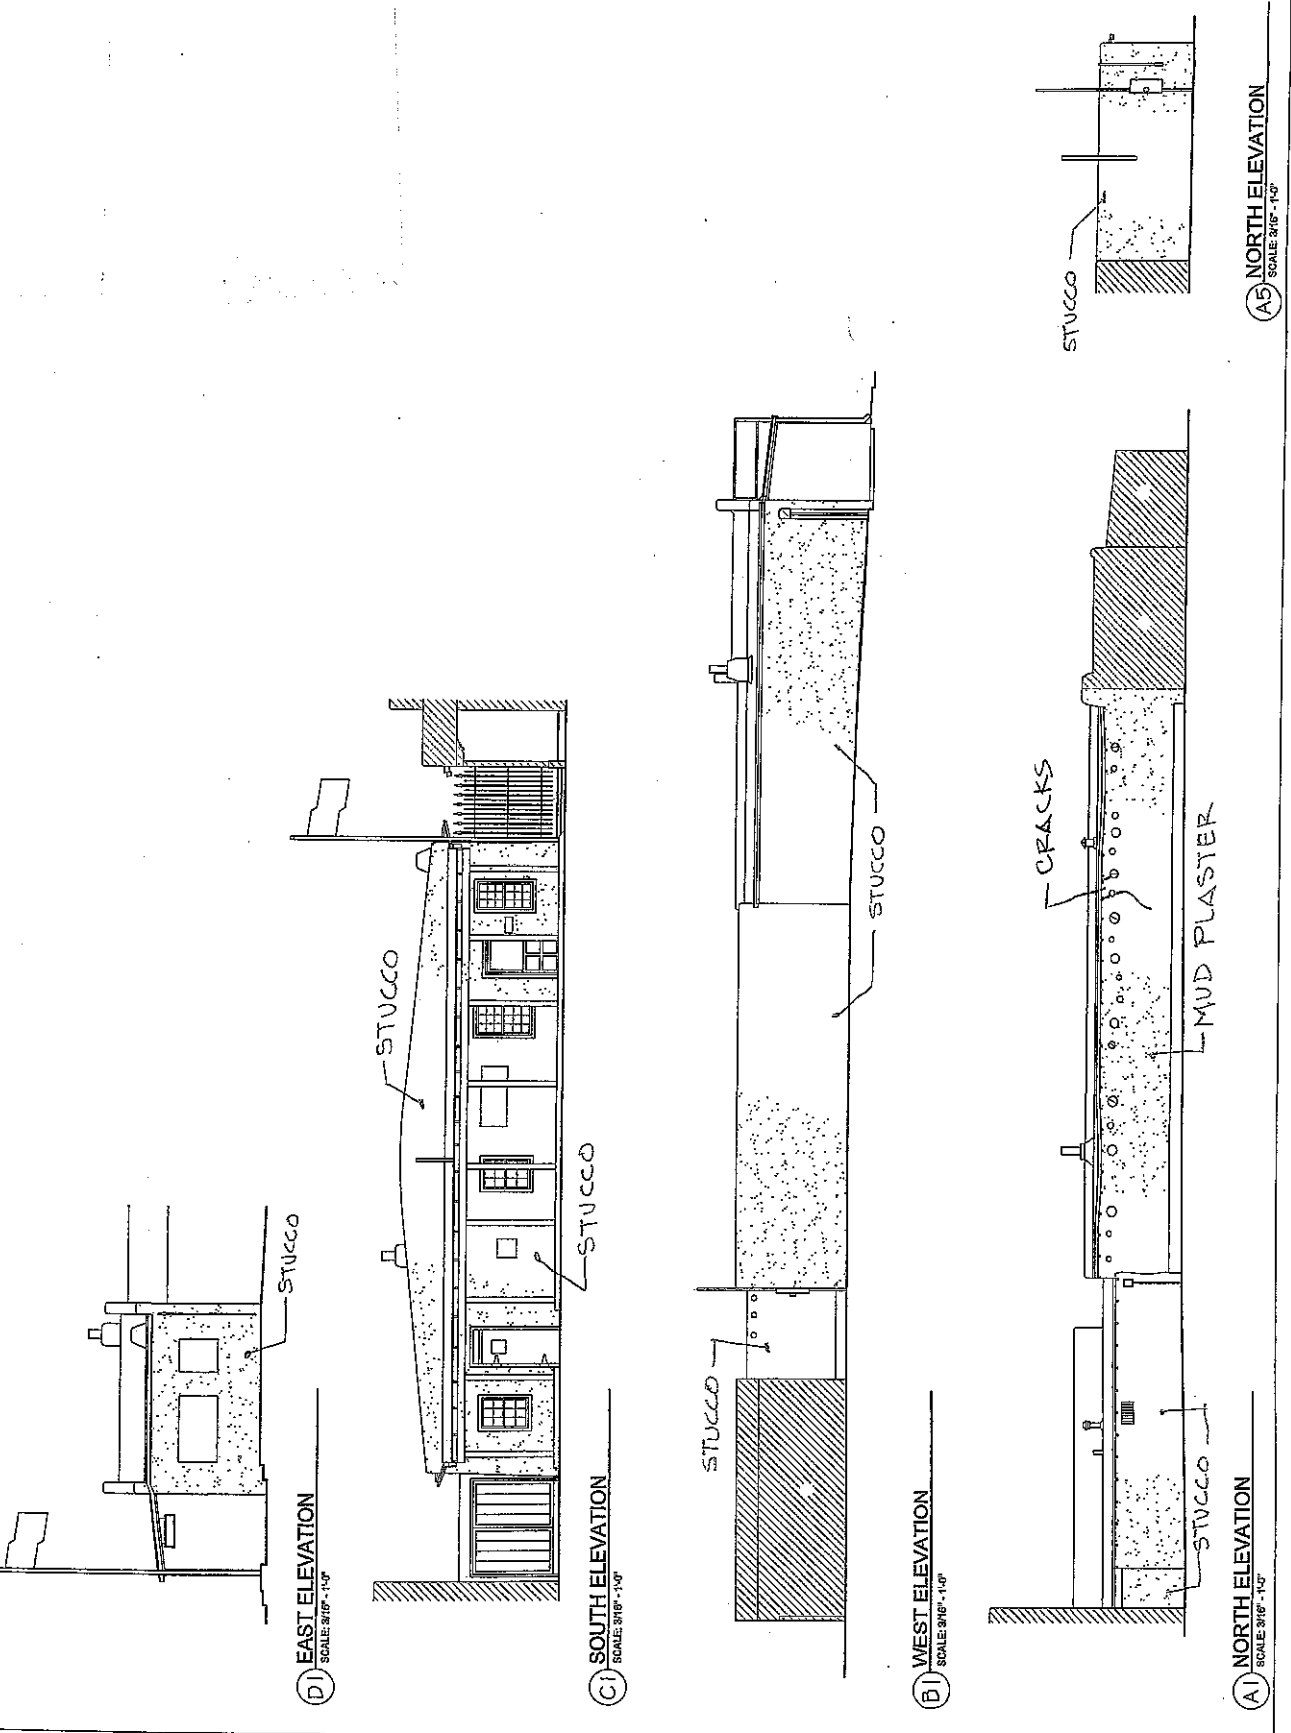 STUCCO
D1
EAST ELEVATION
SCALE: 3/16" - 1'-0"
STUCCO
STUCCO
C1
SOUTH ELEVATION
SCALE: 3/16" - 1'-0"
STUCCO
STUCCO
B1
WEST ELEVATION
SCALE: 3/16" - 1'-0"
CRACKS
MUD PLASTER
STUCCO
A1
NORTH ELEVATION
SCALE: 3/16" - 1'-0"
STUCCO
A5
NORTH ELEVATION
SCALE: 3/16" - 1'-0"